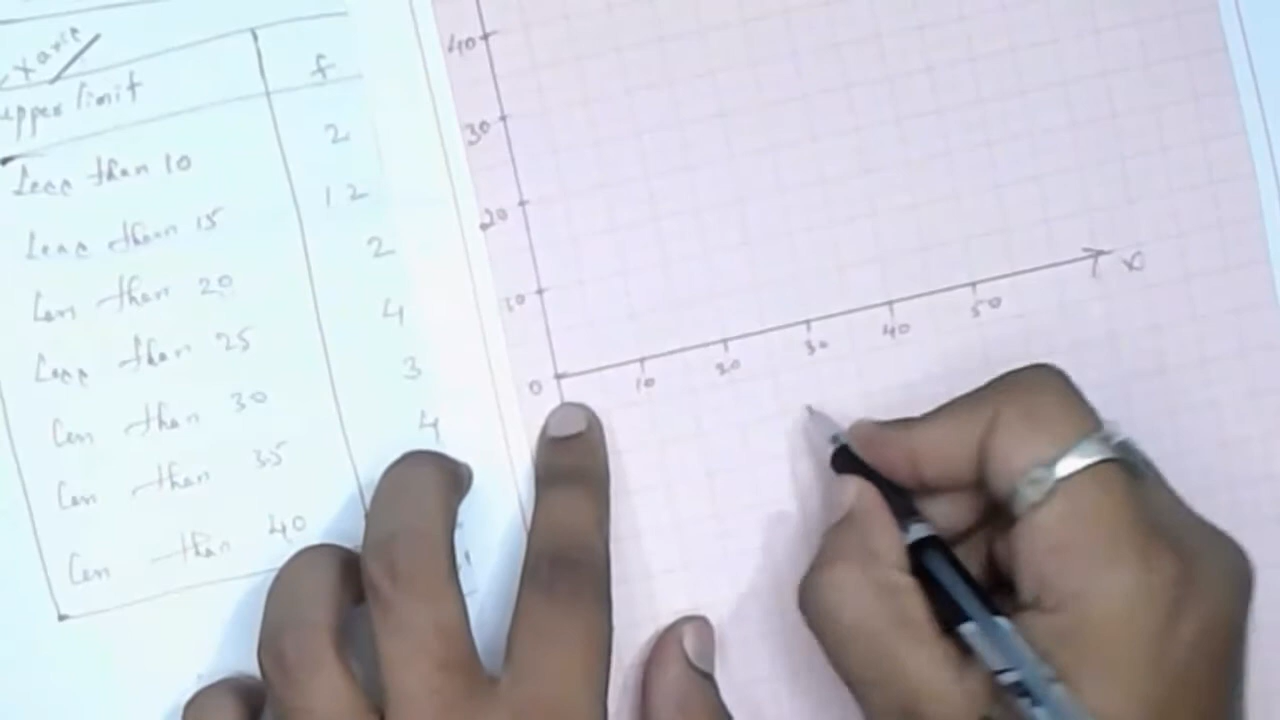 x axis
upper limit f
Less than 10 2
Less than 15 12
Less than 20 2
Less than 25 4
Less than 30 3
Less than 35 4
Less than 40
40
30
20
10
0 10 20 30 40 50 X